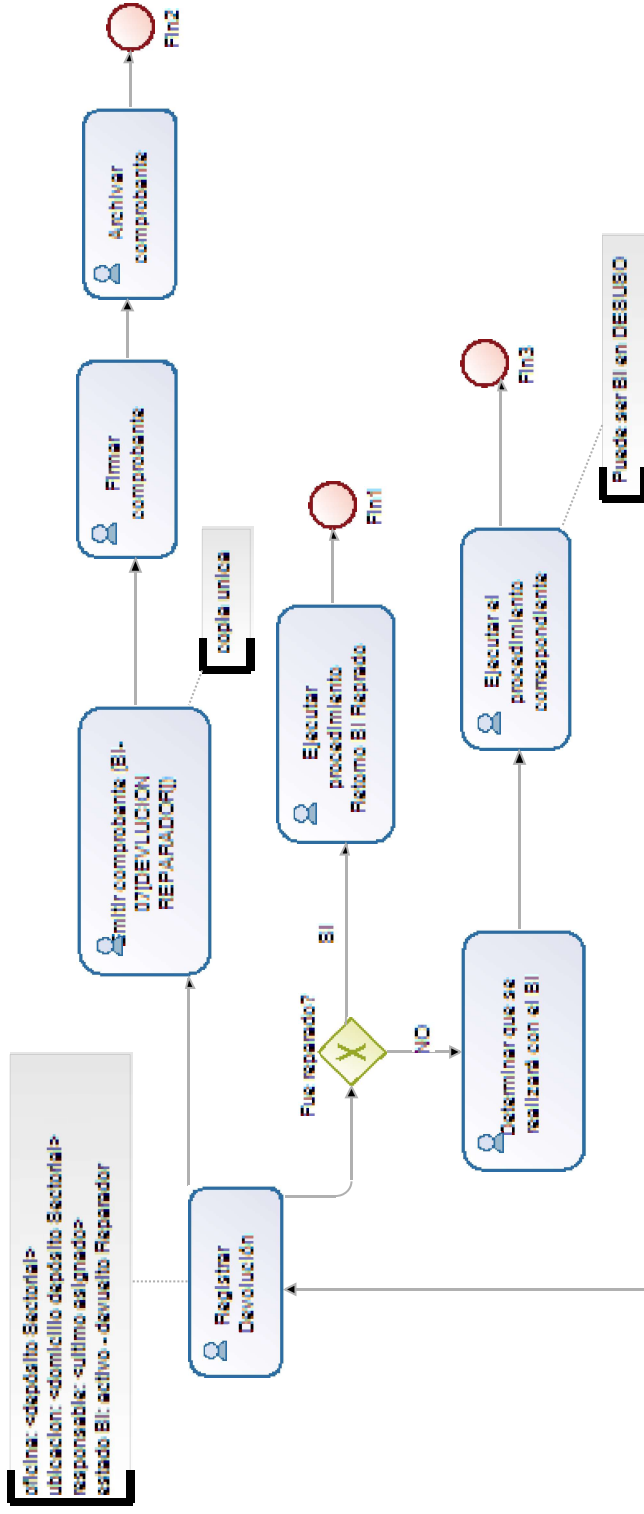 oficina: <depósito Sectorial>
ubicacion: <domicilio depósito Sectorial>
responsable: <ultimo asignado>
estado BI: activo - devuelto Reparador
Registrar
Devolución
Emitir comprobante (BI-
07[DEVLUCION
REPARADOR])
copia unica
Firmar
comprobante
Archivar
comprobante
Fin2
Fue reparado?
SI
Ejecutar
procedimiento
Retorno BI Reprado
Fin1
NO
Determinar que se
realizará con el BI
Ejecutar el
procedimiento
correspondiente
Fin3
Puede ser BI en DESUSO